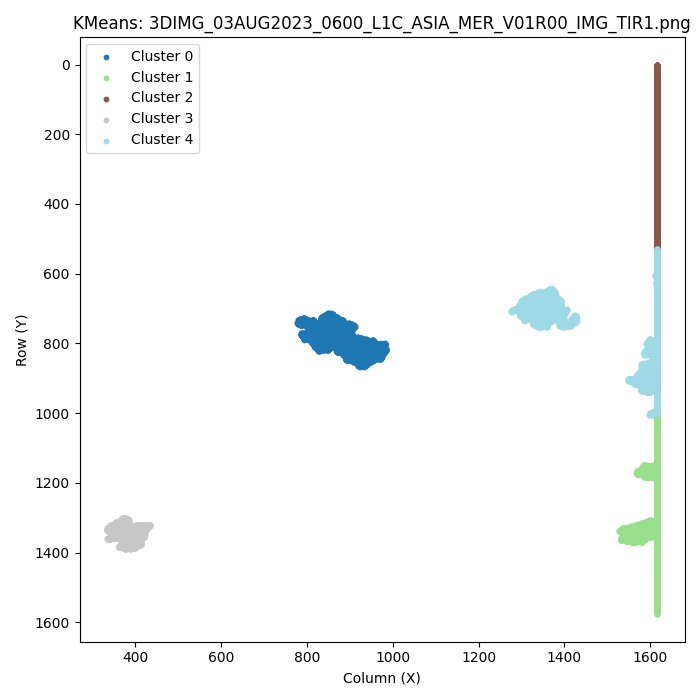 KMeans: 3DIMG_03AUG2023_0600_L1C_ASIA_MER_V01R00_IMG_TIR1.png
Cluster 0
Cluster 1
Cluster 2
Cluster 3
Cluster 4
0
200
400
600
800
1000
1200
1400
1600
Row (Y)
400
600
800
1000
1200
1400
1600
Column (X)